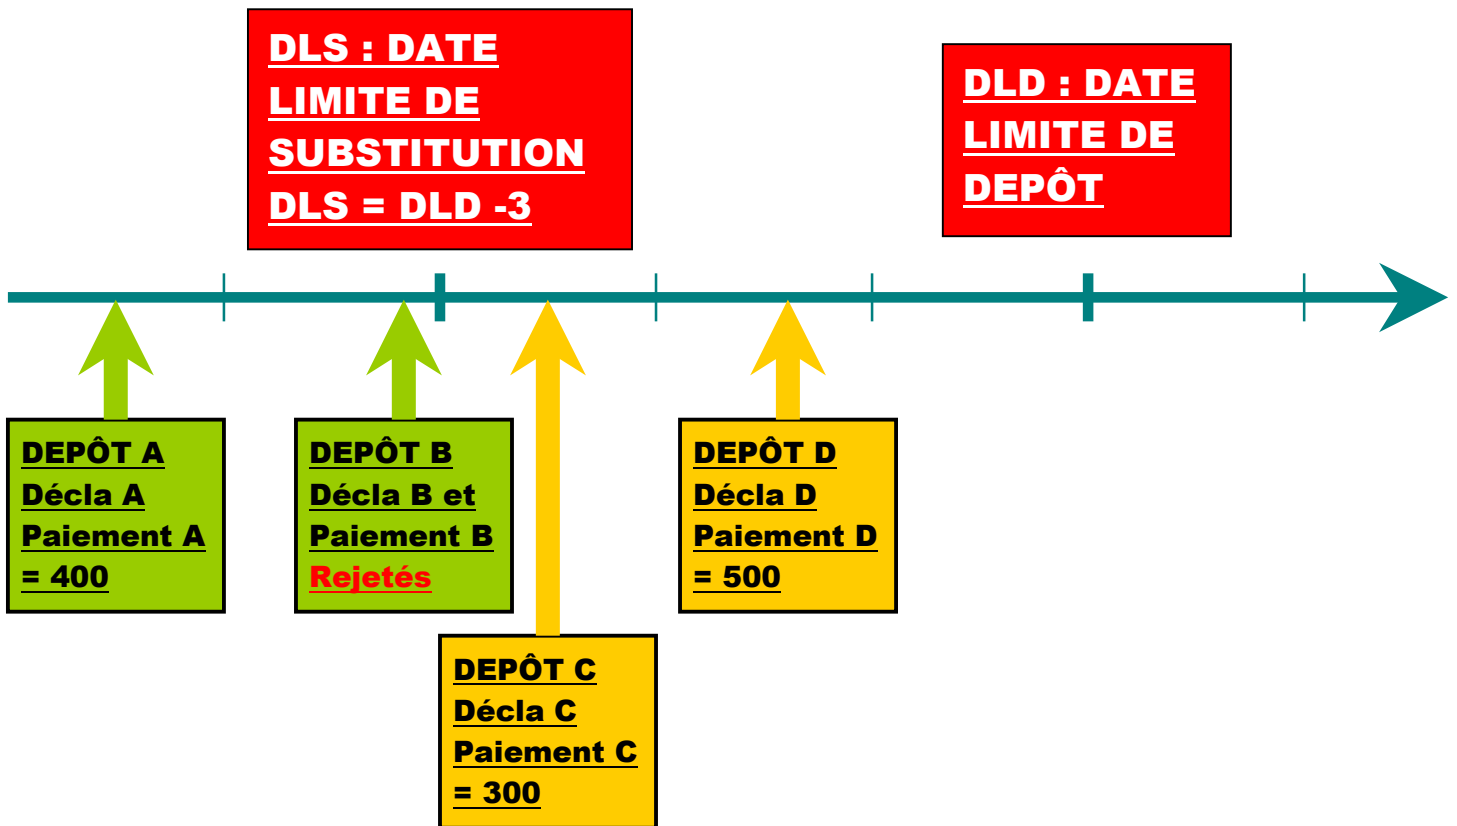 DLS : DATE
LIMITE DE
SUBSTITUTION
DLS = DLD -3
DLD : DATE
LIMITE DE
DEPÔT
DEPÔT A
Décla A
Paiement A
= 400
DEPÔT B
Décla B et
Paiement B
Rejetés
DEPÔT D
Décla D
Paiement D
= 500
DEPÔT C
Décla C
Paiement C
= 300